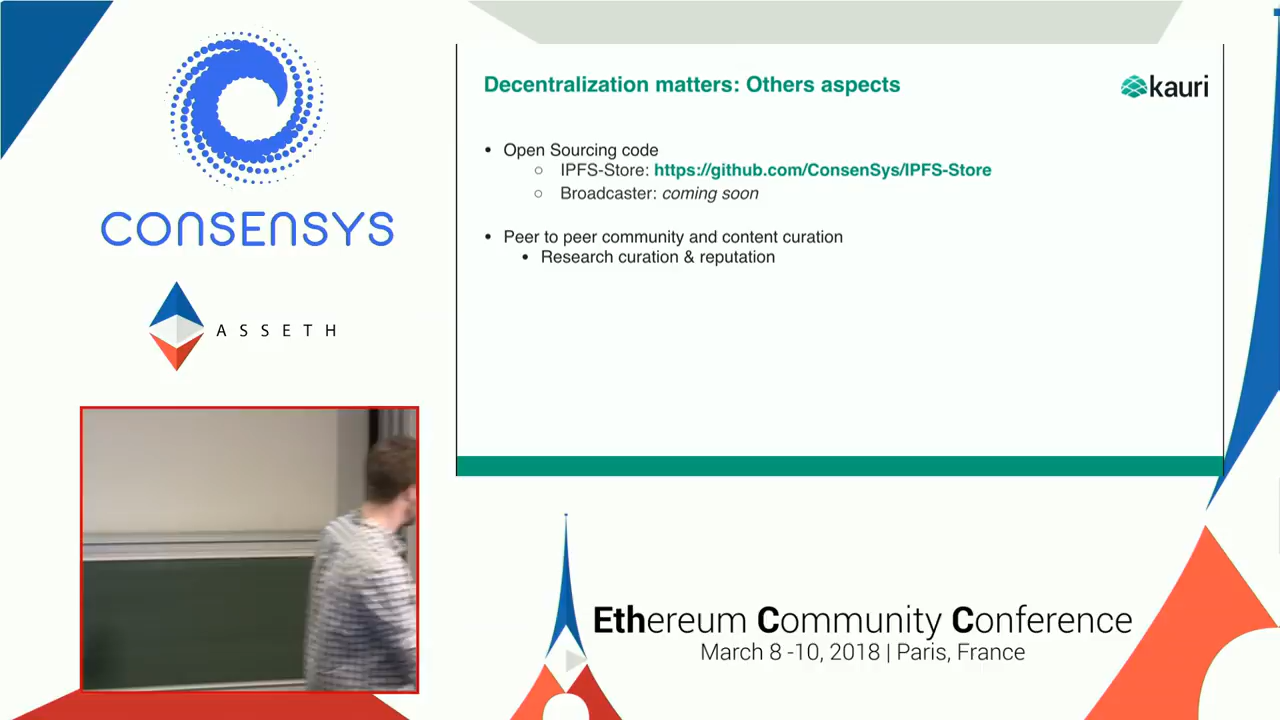 CONSENSYS
ASSETH
Decentralization matters: Others aspects
kauri
• Open Sourcing code
○ IPFS-Store: https://github.com/ConsenSys/IPFS-Store
○ Broadcaster: coming soon
• Peer to peer community and content curation
• Research curation & reputation
Ethereum Community Conference
March 8 -10, 2018 | Paris, France